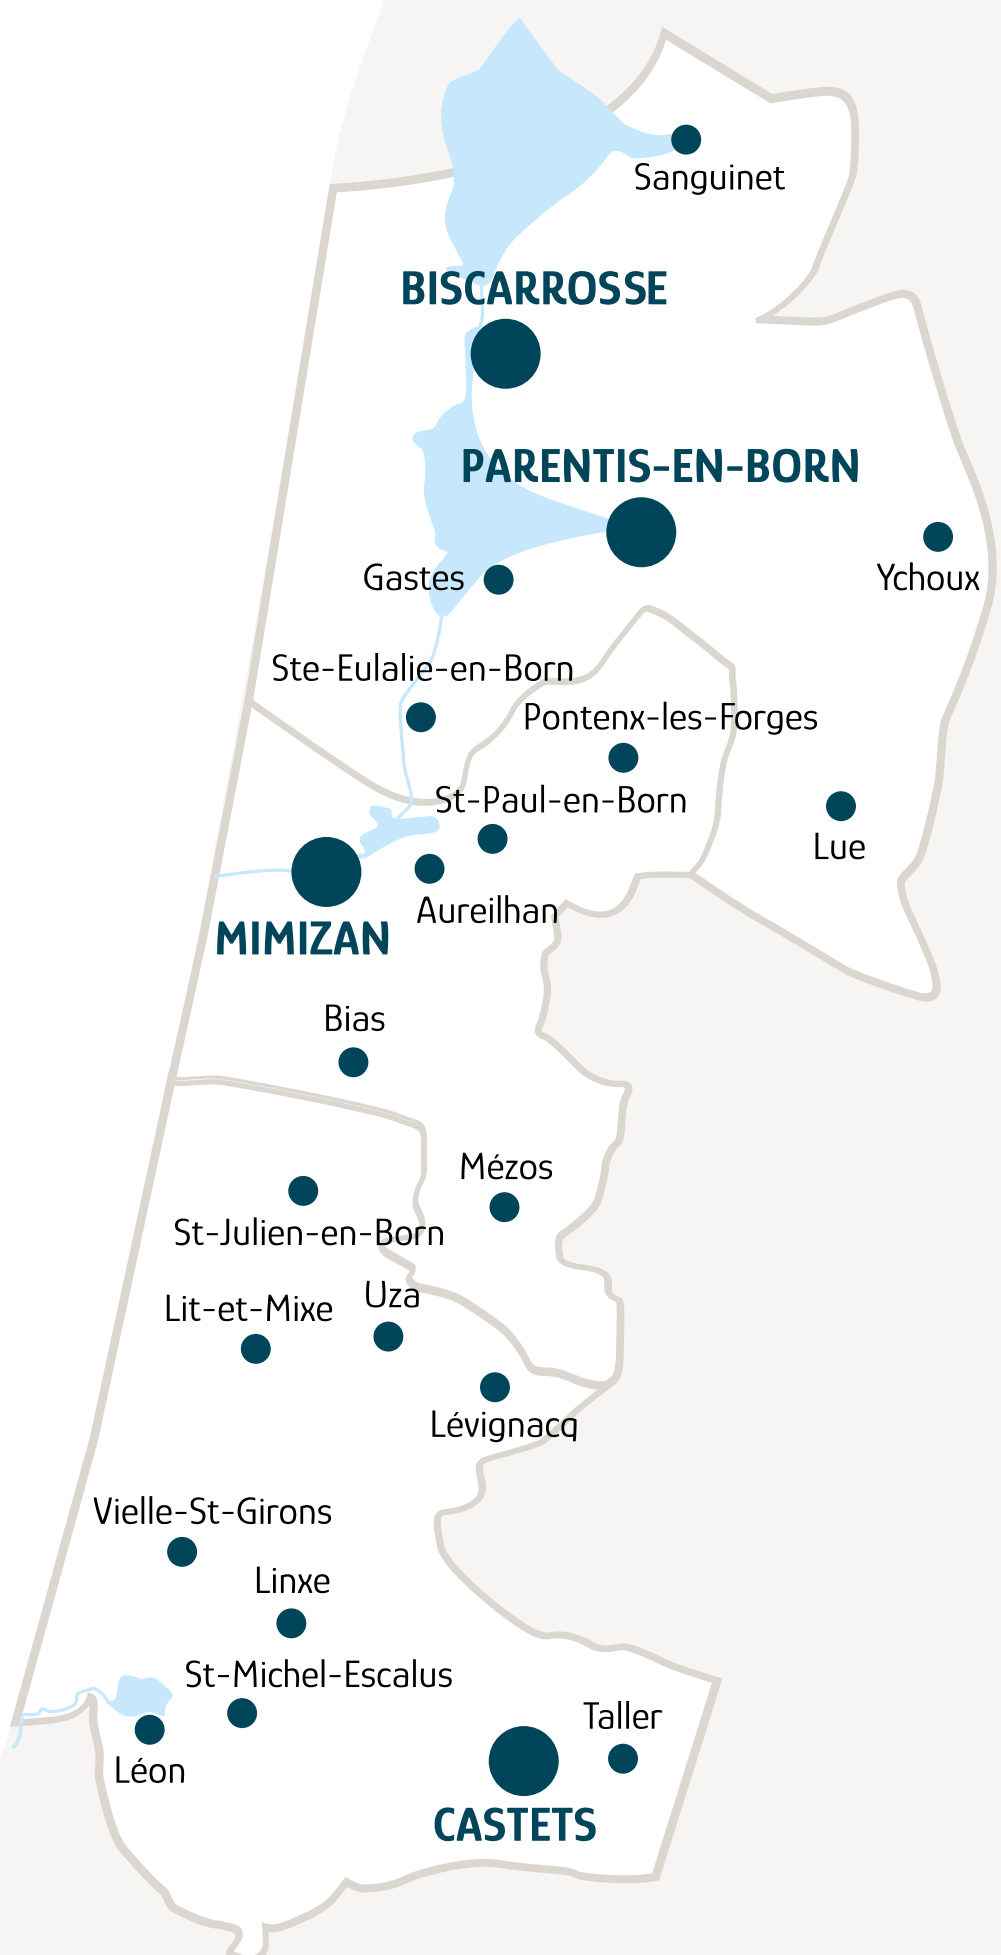 Sanguinet
BISCARROSSE
PARENTIS-EN-BORN
Gastes
Ychoux
Ste-Eulalie-en-Born
Pontenx-les-Forges
St-Paul-en-Born
Lue
Aureilhan
MIMIZAN
Bias
Mézos
St-Julien-en-Born
Uza
Lit-et-Mixe
Lévignacq
Vielle-St-Girons
Linxe
St-Michel-Escalus
Taller
Léon
CASTETS